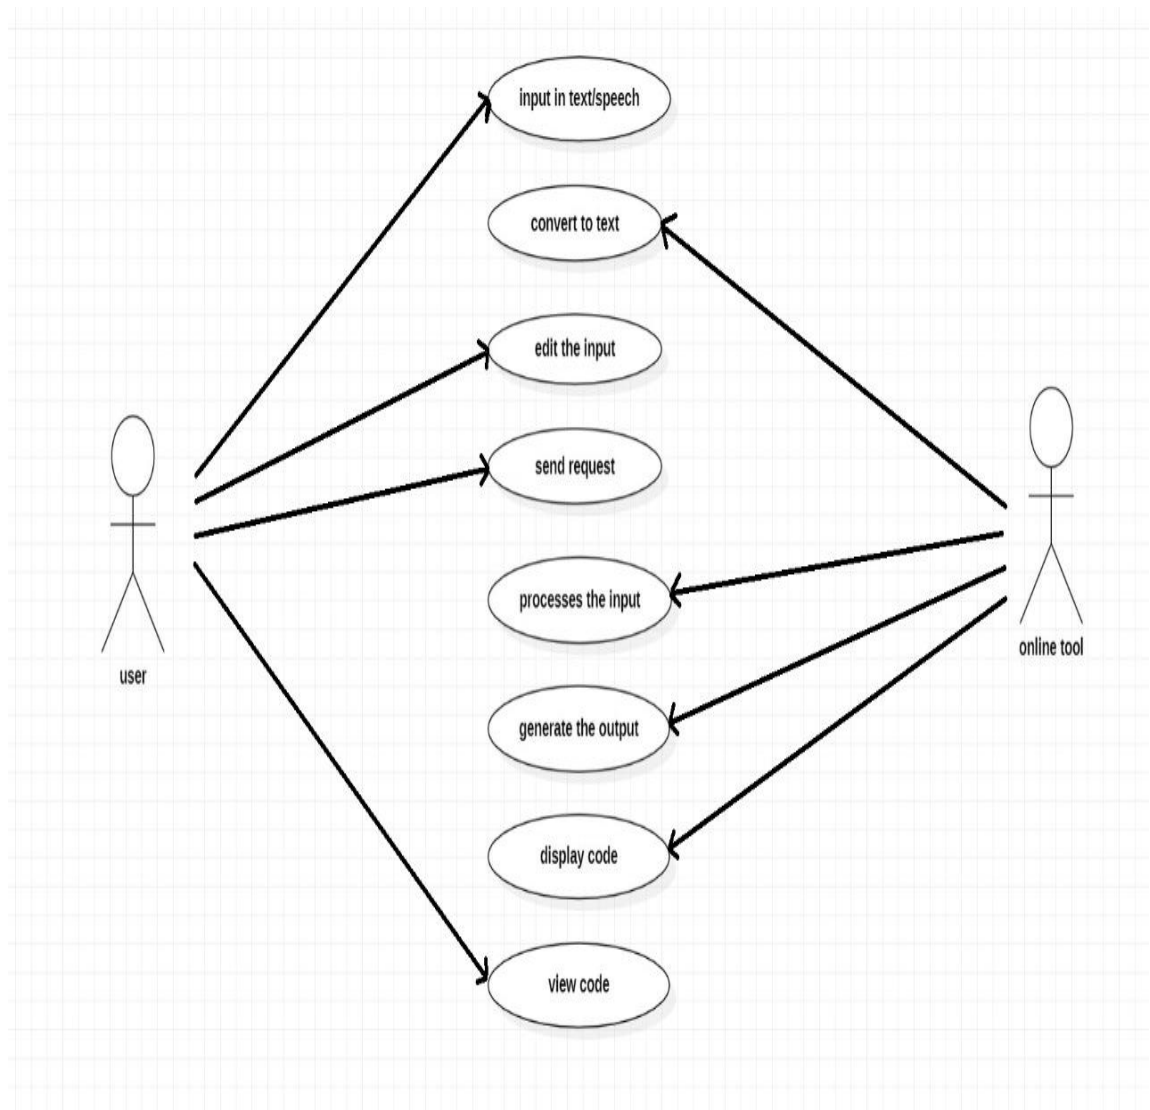 input in text/speech
convert to text
edit the input
send request
processes the input
online tool
user
generate the output
display code
view code